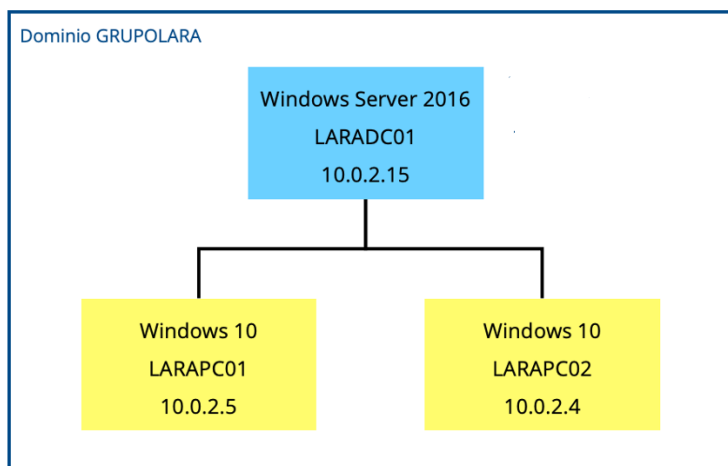 Dominio GRUPOLARA
Windows Server 2016
LARADC01
10.0.2.15
Windows 10
LARAPC01
10.0.2.5
Windows 10
LARAPC02
10.0.2.4